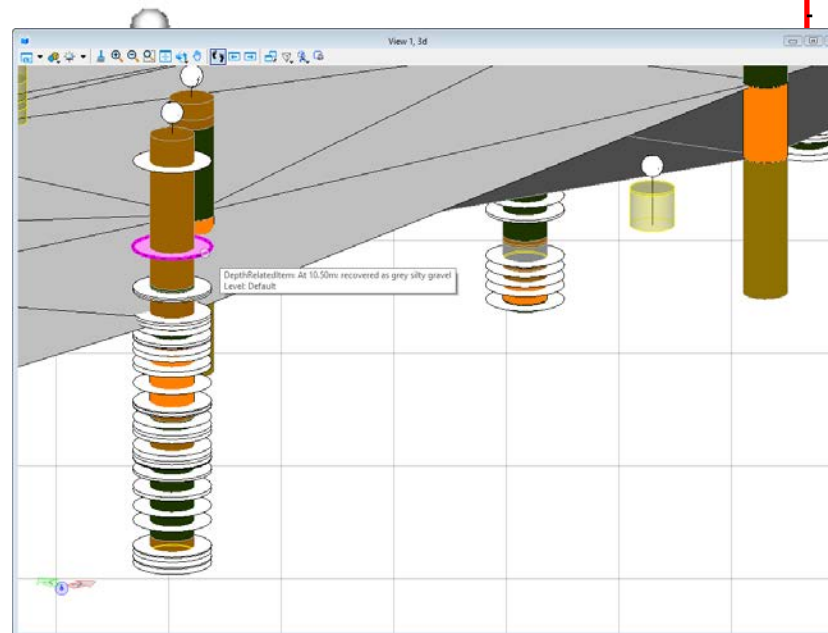 View 1, 3d
DepthRelatedItem: At 10.50m: recovered as grey silty gravel
Level: Default